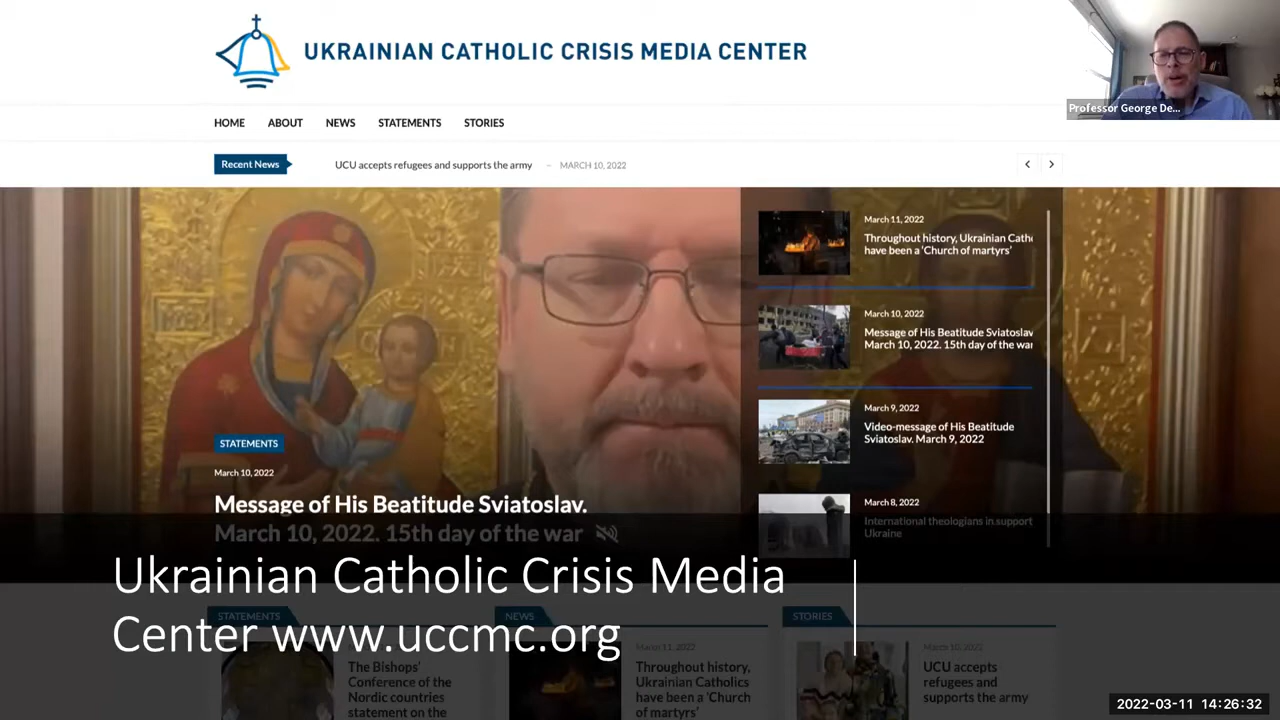 UKRAINIAN CATHOLIC CRISIS MEDIA CENTER
Professor George De...
HOME ABOUT NEWS STATEMENTS STORIES
Recent News UCU accepts refugees and supports the army – MARCH 10, 2022
March 11, 2022
Throughout history, Ukrainian Cath
have been a ‘Church of martyrs’
March 10, 2022
Message of His Beatitude Sviatoslav
March 10, 2022. 15th day of the war
March 9, 2022
Video-message of His Beatitude
Sviatoslav. March 9, 2022
March 8, 2022
International theologians in support
Ukraine
STATEMENTS
March 10, 2022
Message of His Beatitude Sviatoslav.
March 10, 2022. 15th day of the war
Ukrainian Catholic Crisis Media
Center www.uccmc.org
STATEMENTS
The Bishops’
Conference of the
Nordic countries
statement on the
NEWS
March 11, 2022
Throughout history,
Ukrainian Catholics
have been a ‘Church
of martyrs’
STORIES
March 10, 2022
UCU accepts
refugees and
supports the army
2022-03-11 14:26:32